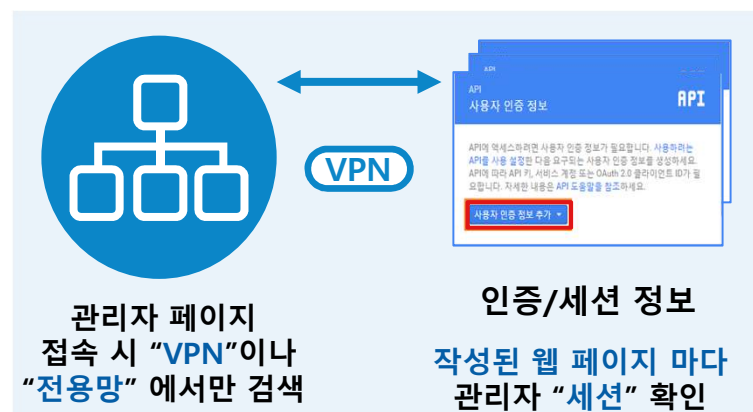 VPN
API
API
사용자 인증 정보
API
API에 액세스하려면 사용자 인증 정보가 필요합니다. 사용하려는
API를 사용 설정한 다음 요구되는 사용자 인증 정보를 생성하세요.
API에 따라 API 키, 서비스 계정 또는 OAuth 2.0 클라이언트 ID가 필
요합니다. 자세한 내용은 API 도움말을 참조하세요.
사용자 인증 정보 추가
관리자 페이지
접속 시 “VPN”이나
“전용망” 에서만 검색
인증/세션 정보
작성된 웹 페이지 마다
관리자 “세션” 확인